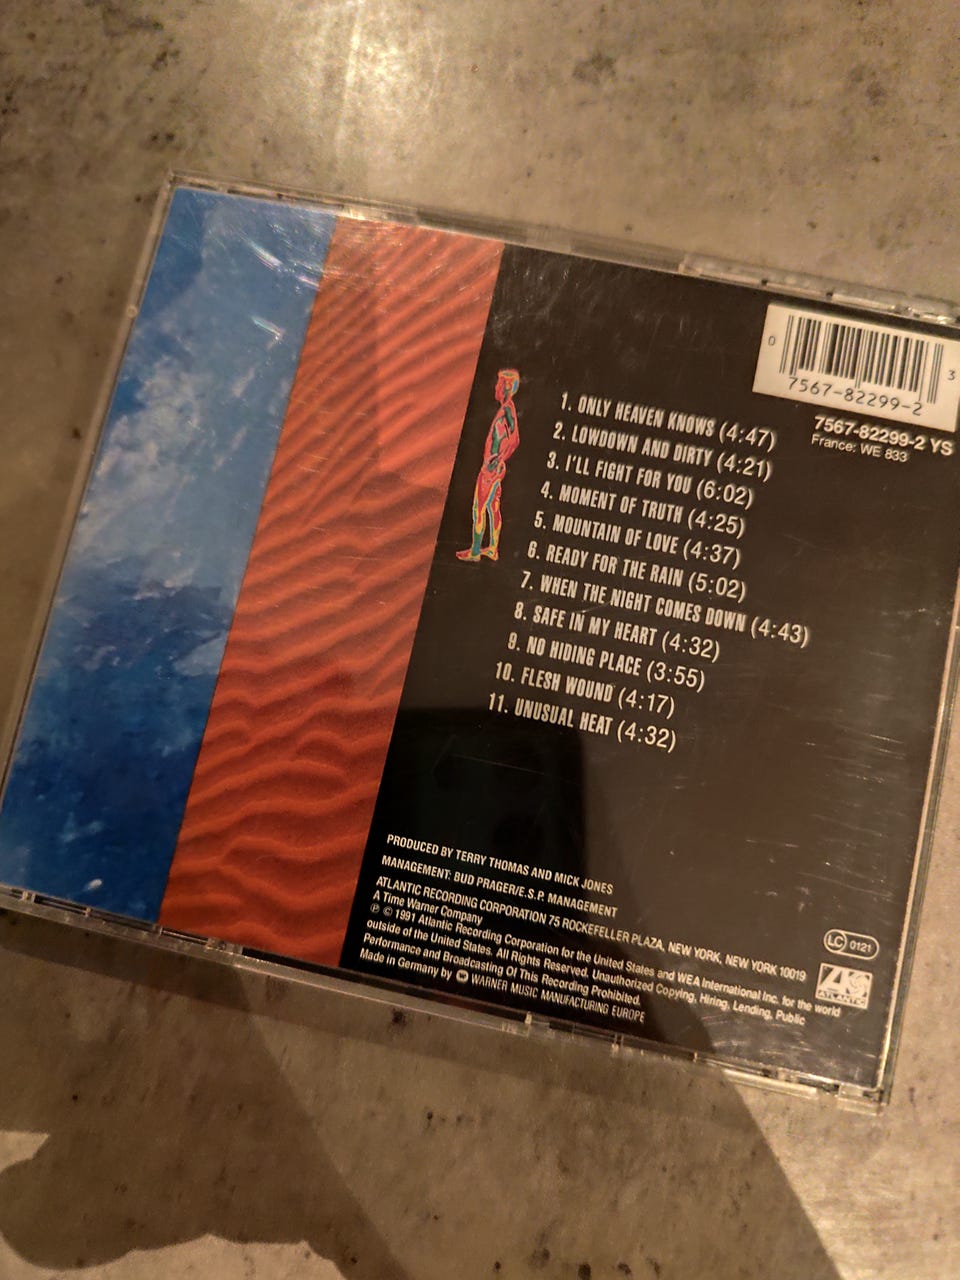 0
7567-82299-2
3
7567-82299-2 YS
France: WE 833
1. ONLY HEAVEN KNOWS (4:47)
2. LOWDOWN AND DIRTY (4:21)
3. I'LL FIGHT FOR YOU (6:02)
4. MOMENT OF TRUTH (4:25)
5. MOUNTAIN OF LOVE (4:37)
6. READY FOR THE RAIN (5:02)
7. WHEN THE NIGHT COMES DOWN (4:43)
8. SAFE IN MY HEART (4:32)
9. NO HIDING PLACE (3:55)
10. FLESH WOUND (4:17)
11. UNUSUAL HEAT (4:32)
PRODUCED BY TERRY THOMAS AND MICK JONES
MANAGEMENT: BUD PRAGER/E.S.P. MANAGEMENT
ATLANTIC RECORDING CORPORATION 75 ROCKEFELLER PLAZA, NEW YORK, NEW YORK 10019
A Time Warner Company
℗ © 1991 Atlantic Recording Corporation for the United States and WEA International Inc. for the world
outside of the United States. All Rights Reserved. Unauthorized Copying, Hiring, Lending, Public
Performance and Broadcasting Of This Recording Prohibited.
Made in Germany by WARNER MUSIC MANUFACTURING EUROPE
LC 0121
ATLANTIC